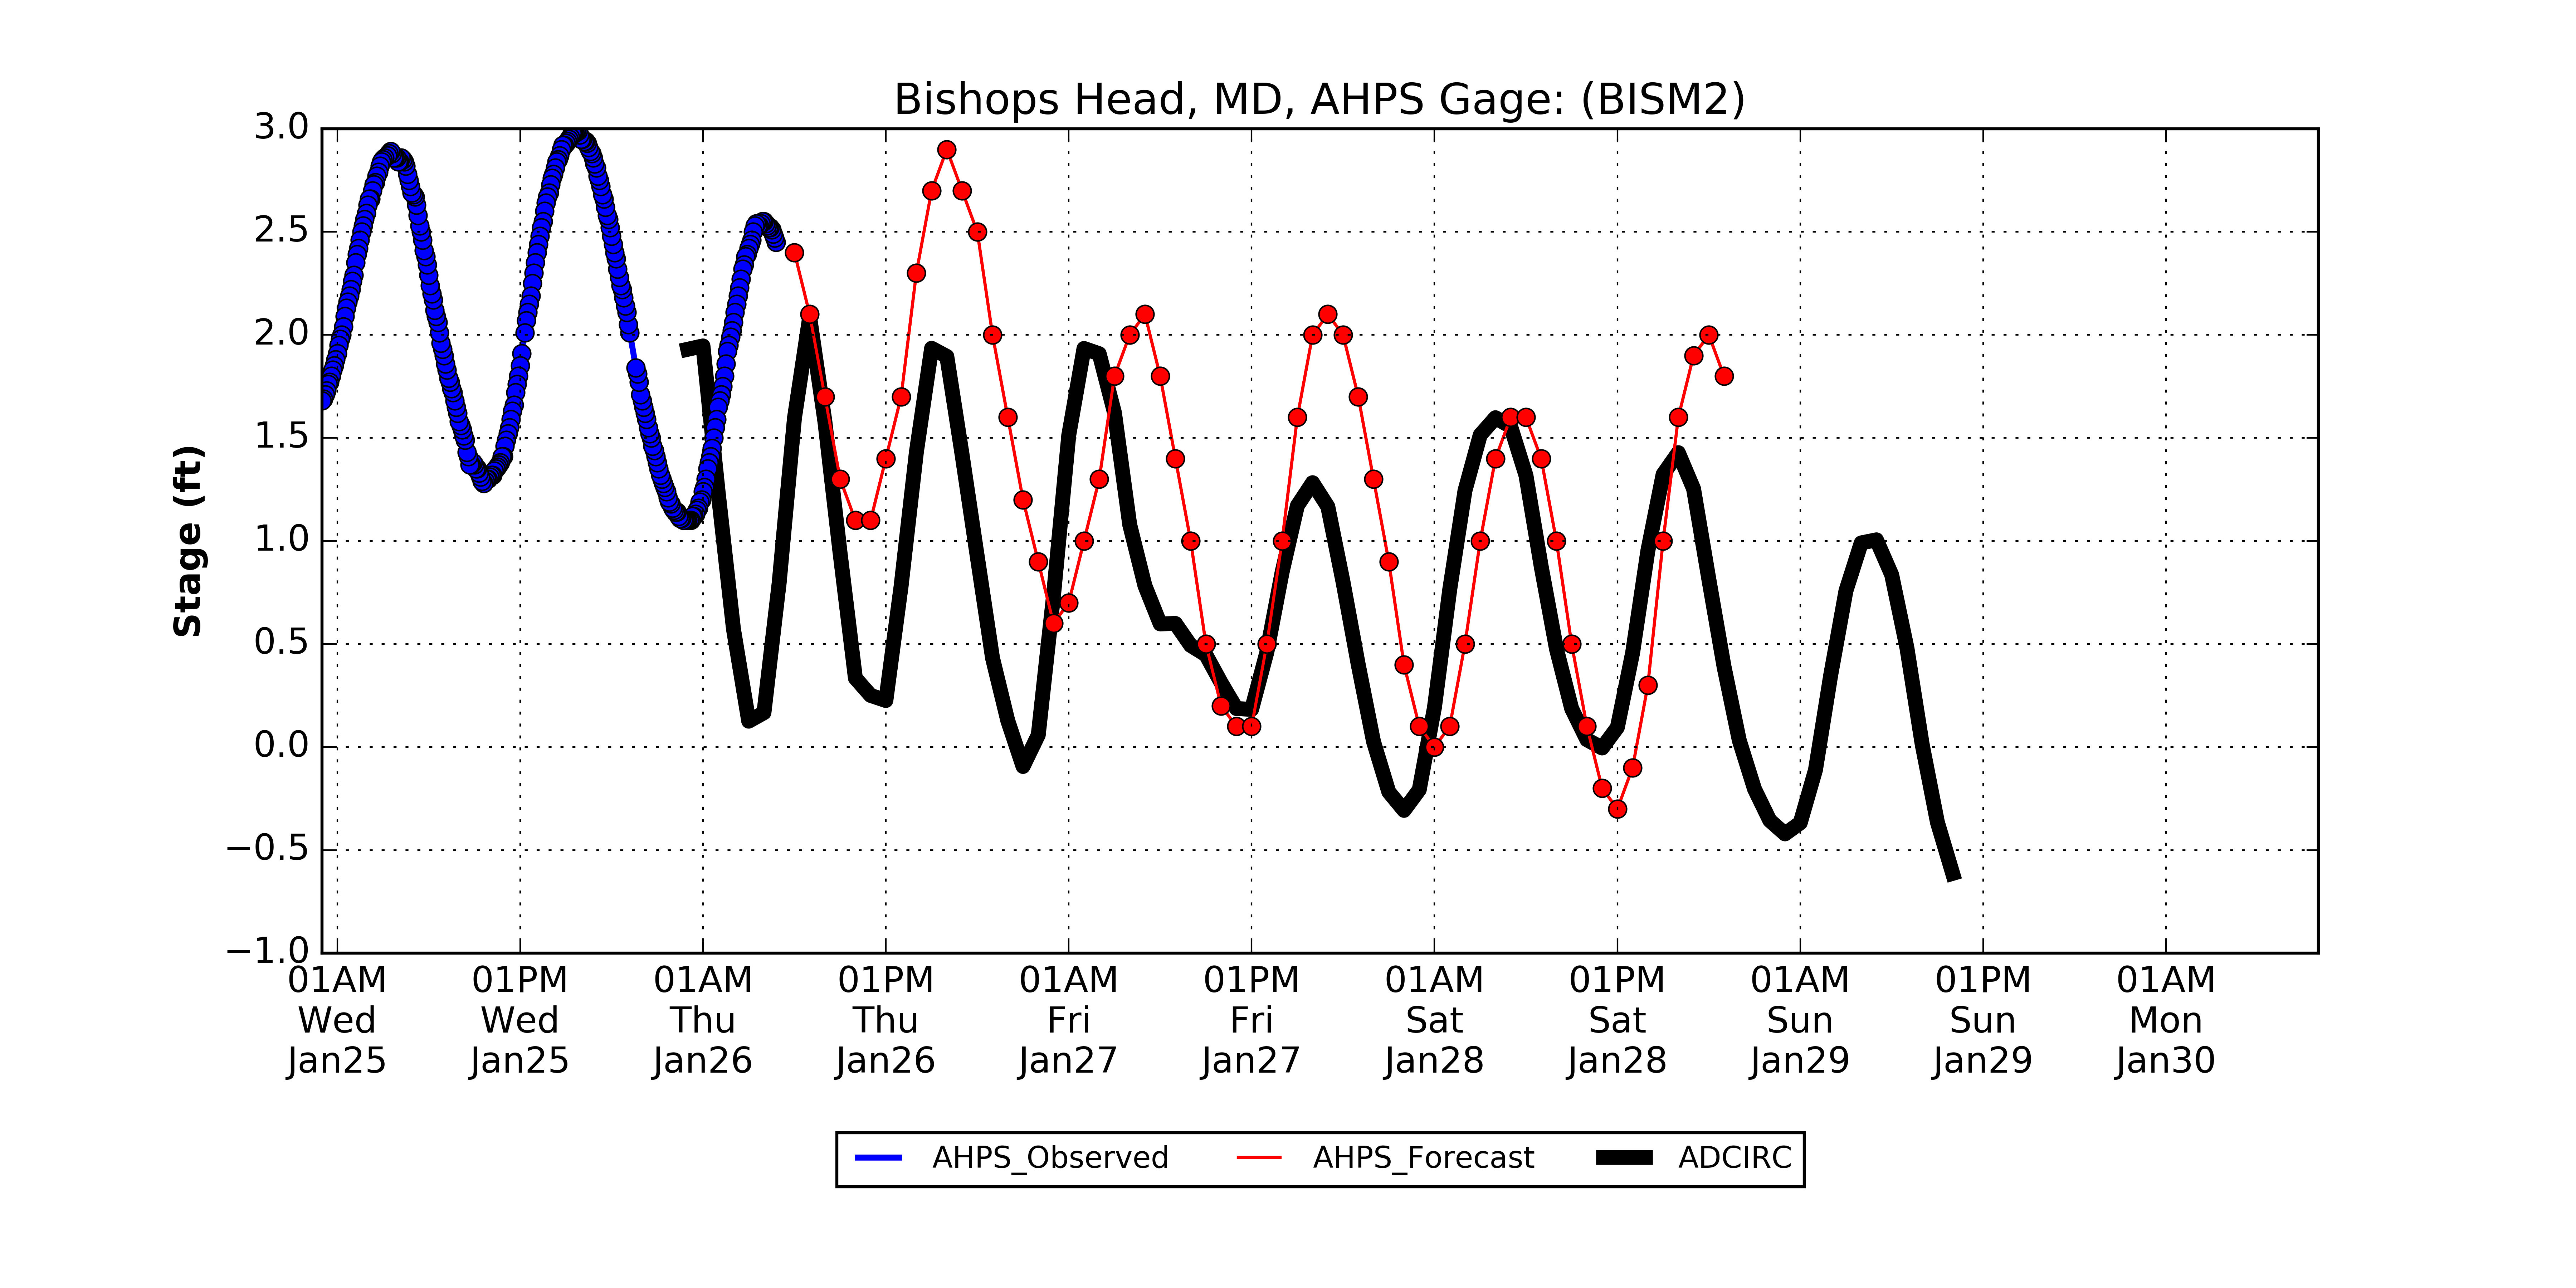 Bishops Head, MD, AHPS Gage: (BISM2)
Stage (ft)
3.0
2.5
2.0
1.5
1.0
0.5
0.0
−0.5
−1.0
01AM 01PM 01AM 01PM 01AM 01PM 01AM 01PM 01AM 01PM 01AM
Wed Wed Thu Thu Fri Fri Sat Sat Sun Sun Mon
Jan25 Jan25 Jan26 Jan26 Jan27 Jan27 Jan28 Jan28 Jan29 Jan29 Jan30
AHPS_Observed AHPS_Forecast ADCIRC